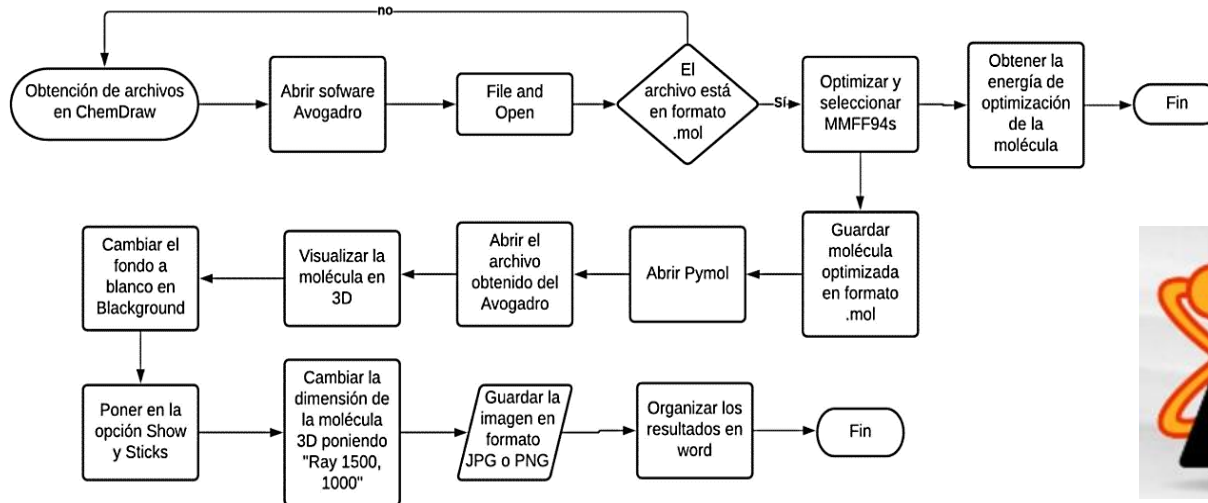 no
Obtención de archivos
en ChemDraw
Abrir sofware
Avogadro
File and
Open
El
archivo está
en formato
.mol
Sí
Optimizar y
seleccionar
MMFF94s
Obtener la
energía de
optimización
de la
molécula
Fin
Guardar
molécula
optimizada
en formato
.mol
Abrir Pymol
Abrir el
archivo
obtenido del
Avogadro
Visualizar la
molécula en
3D
Cambiar el
fondo a
blanco en
Blackground
Poner en la
opción Show
y Sticks
Cambiar la
dimensión de
la molécula
3D poniendo
"Ray 1500,
1000"
Guardar la
imagen en
formato
JPG o PNG
Organizar los
resultados en
word
Fin